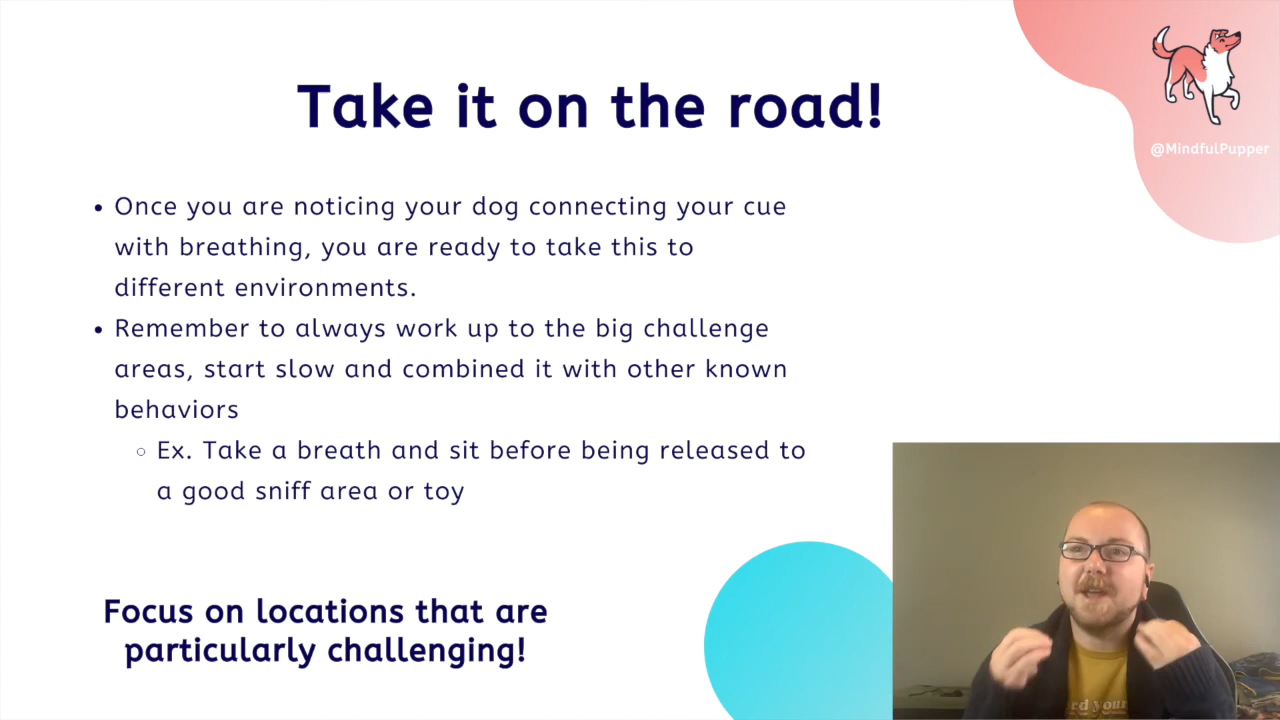 Take it on the road!
@MindfulPupper
• Once you are noticing your dog connecting your cue
with breathing, you are ready to take this to
different environments.
• Remember to always work up to the big challenge
areas, start slow and combined it with other known
behaviors
○ Ex. Take a breath and sit before being released to
a good sniff area or toy
Focus on locations that are
particularly challenging!
your